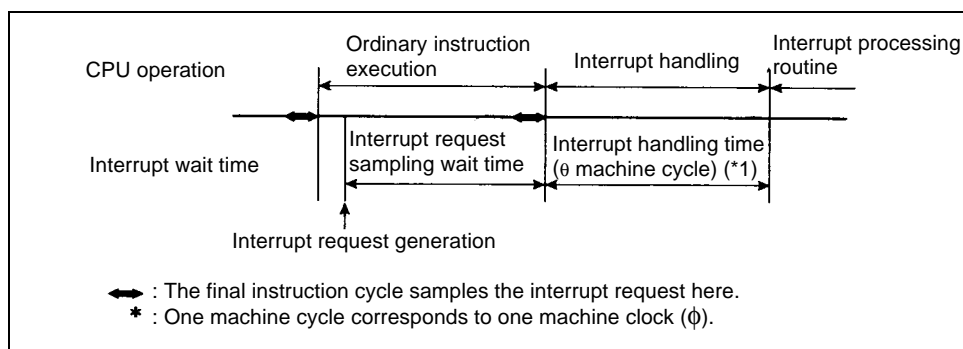 Ordinary instruction
execution
Interrupt processing
routine
CPU operation
Interrupt handling
Interrupt wait time
Interrupt request
sampling wait time
Interrupt handling time
(θ machine cycle) (*1)
Interrupt request generation
: The final instruction cycle samples the interrupt request here.
* : One machine cycle corresponds to one machine clock (ϕ).